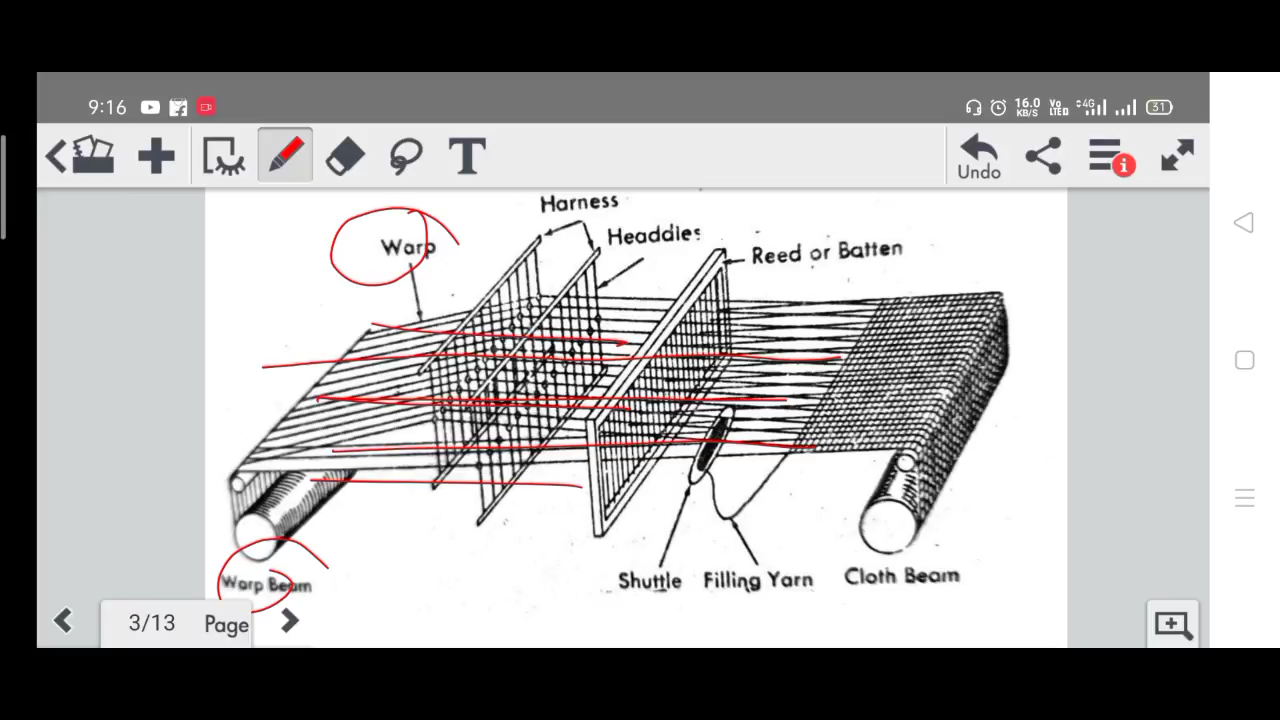 9:16
16.0 KB/S
Vo LTE
4G
31
T
Undo
Harness
Warp
Headdles
Reed or Batten
Shuttle
Filling Yarn
Cloth Beam
Warp Beam
3/13 Page